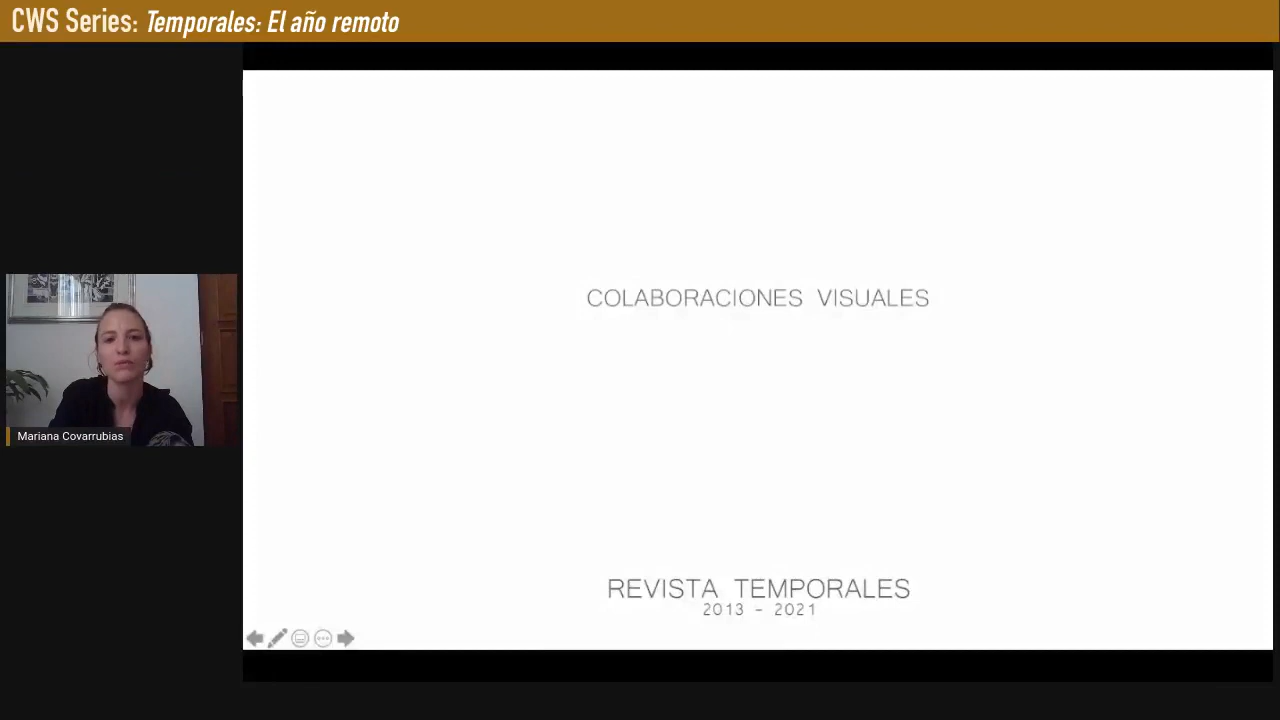 CWS Series: Temporales: El año remoto
COLABORACIONES VISUALES
Mariana Covarrubias
REVISTA TEMPORALES
2013 - 2021